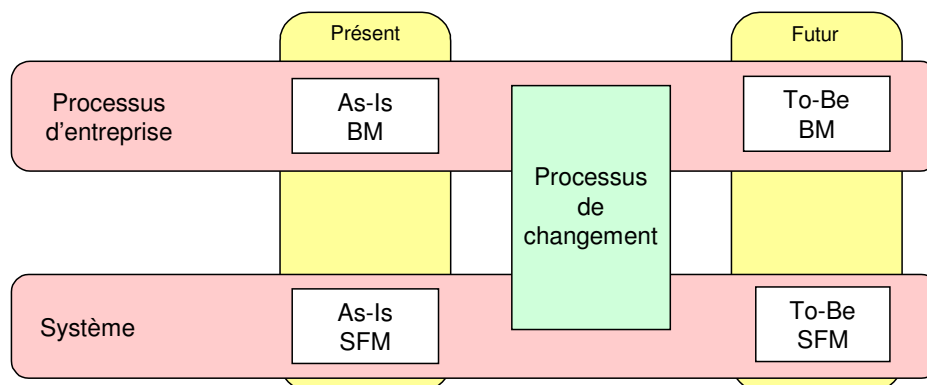 Présent
Futur
Processus
d’entreprise
As-Is
BM
To-Be
BM
Processus
de
changement
Système
As-Is
SFM
To-Be
SFM